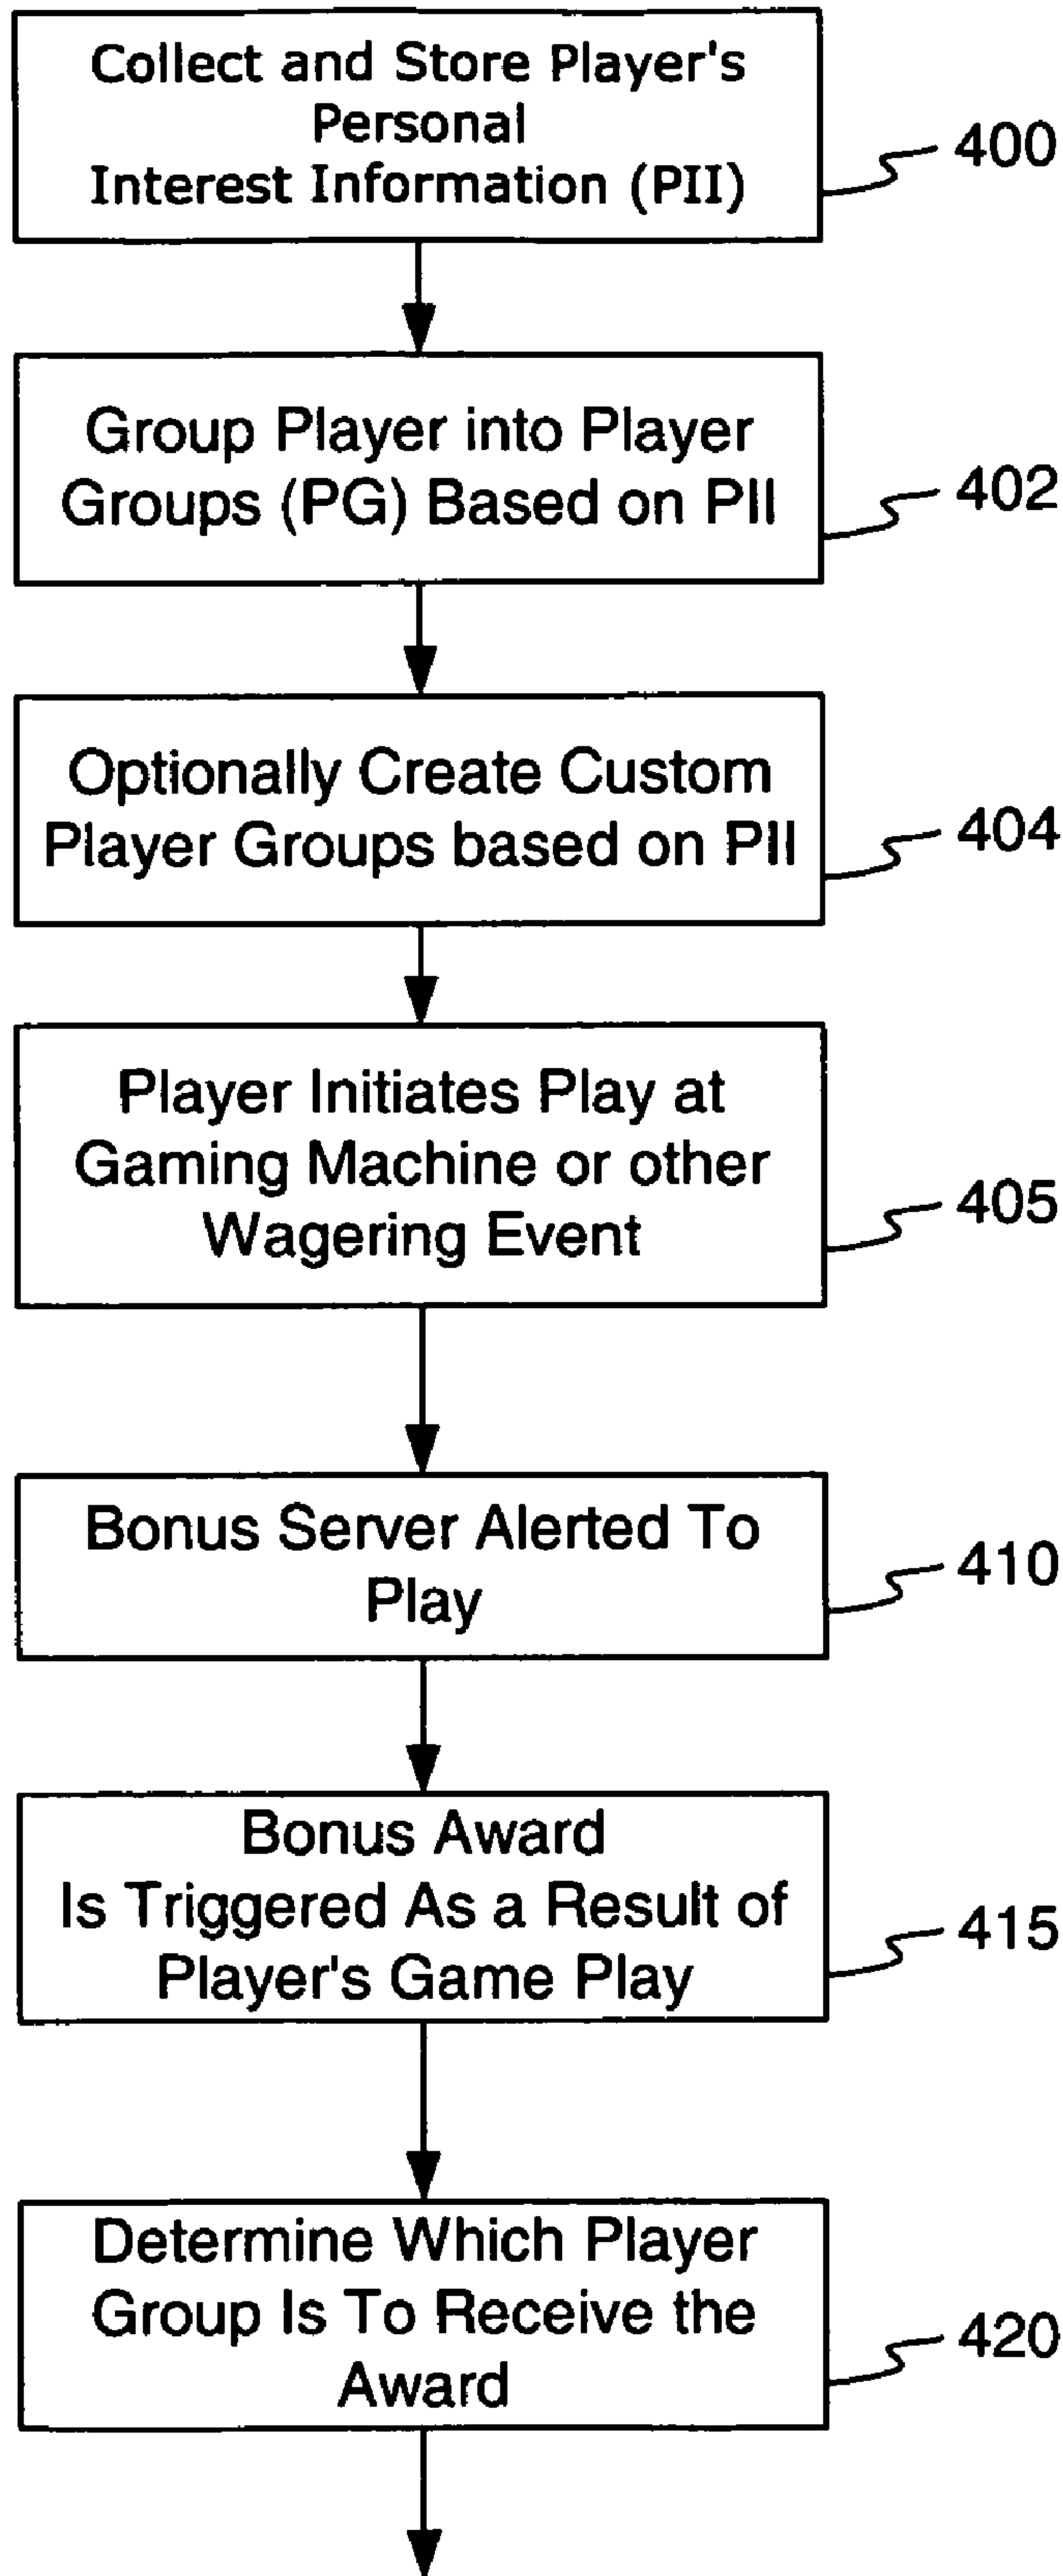 Collect and Store Player's
Personal
Interest Information (PII)
400
Group Player into Player
Groups (PG) Based on PII
402
Optionally Create Custom
Player Groups based on PII
404
Player Initiates Play at
Gaming Machine or other
Wagering Event
405
Bonus Server Alerted To
Play
410
Bonus Award
Is Triggered As a Result of
Player's Game Play
415
Determine Which Player
Group Is To Receive the
Award
420